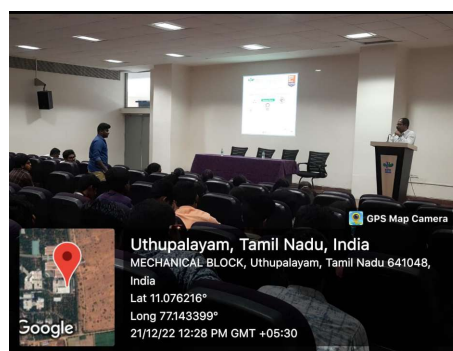 GPS Map Camera
Uthupalayam, Tamil Nadu, India
MECHANICAL BLOCK, Uthupalayam, Tamil Nadu 641048,
India
Lat 11.076216°
Long 77.143399°
21/12/22 12:28 PM GMT +05:30
Google